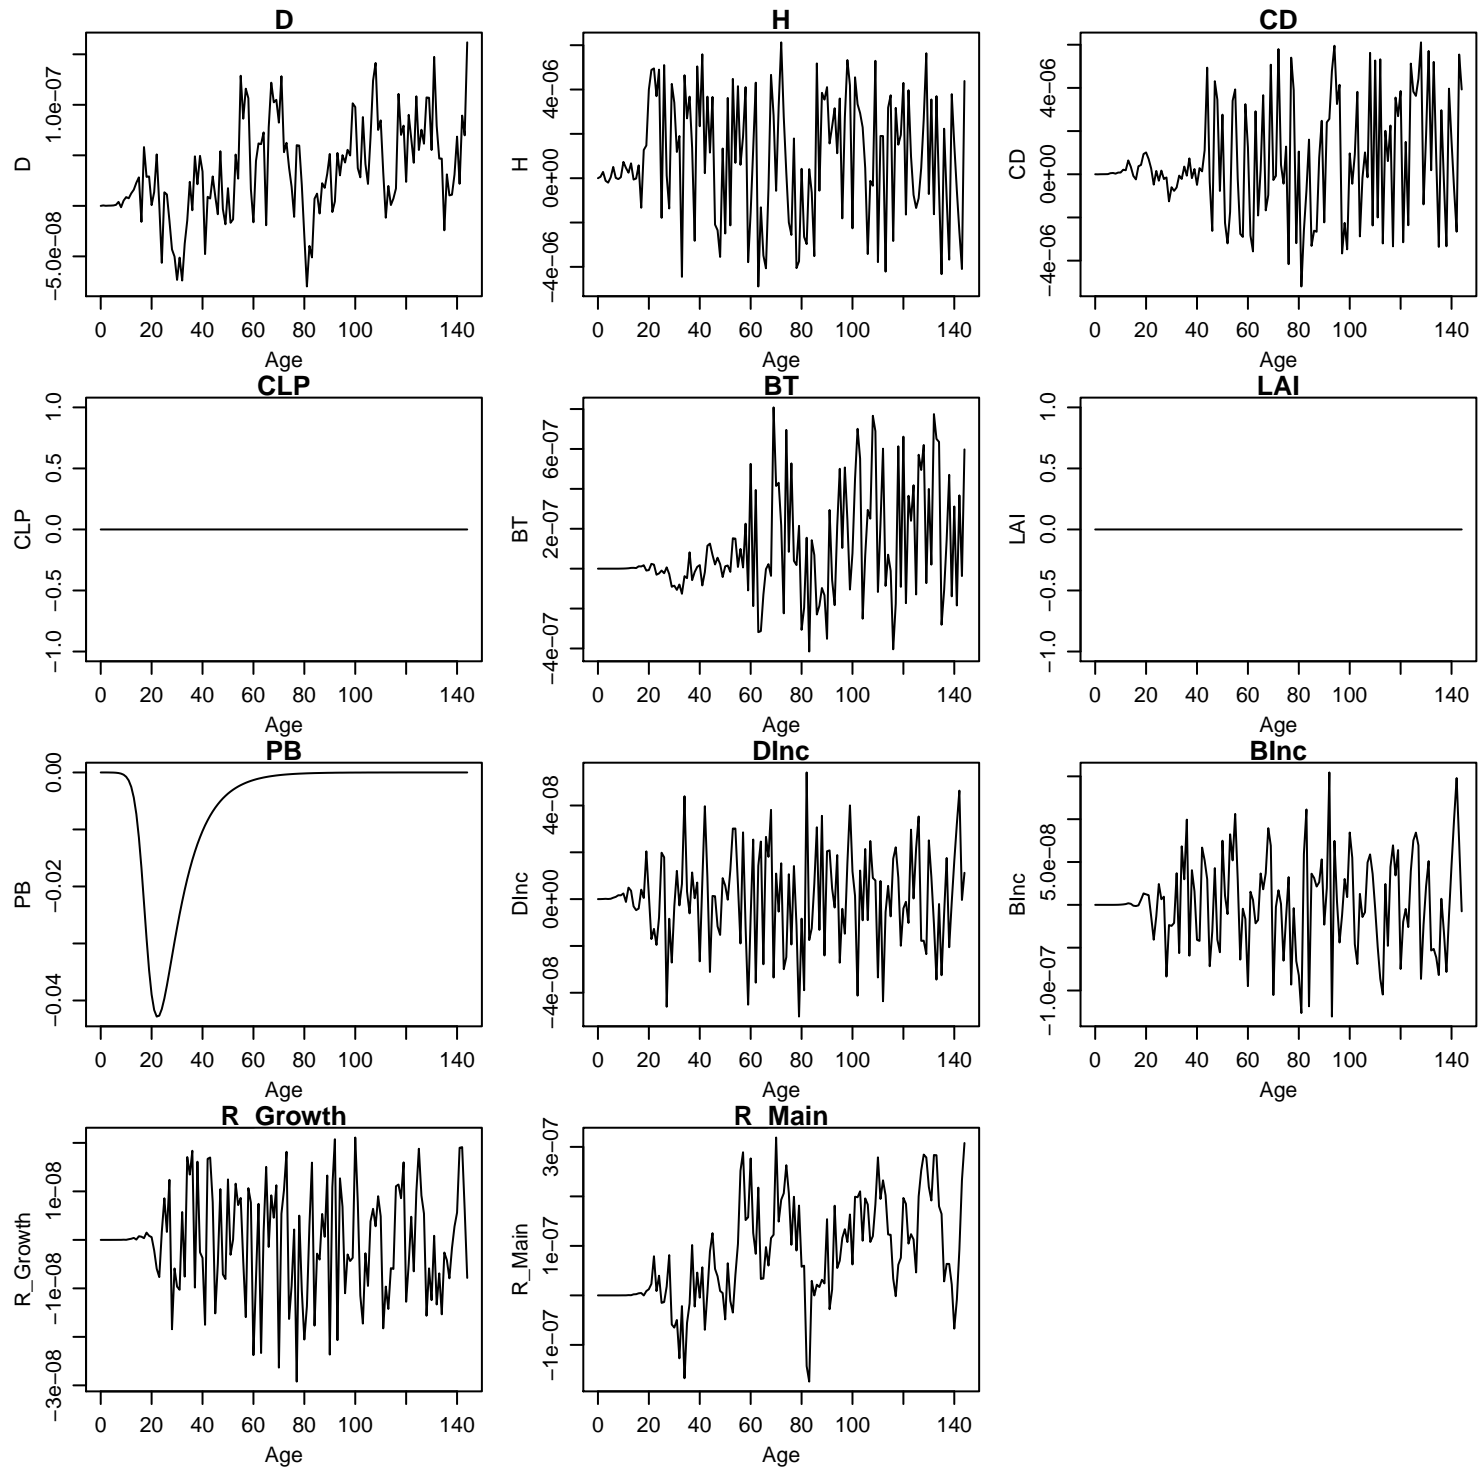 D
D
−5.0e−08
1.0e−07
0 20 40 60 80 100 140
Age
H
H
−4e−06
0e+00
4e−06
0 20 40 60 80 100 140
Age
CD
CD
−4e−06
0e+00
4e−06
0 20 40 60 80 100 140
Age
CLP
CLP
−1.0
−0.5
0.0
0.5
1.0
0 20 40 60 80 100 140
Age
BT
BT
−4e−07
2e−07
6e−07
0 20 40 60 80 100 140
Age
LAI
LAI
−1.0
−0.5
0.0
0.5
1.0
0 20 40 60 80 100 140
Age
PB
PB
−0.04
−0.02
0.00
0 20 40 60 80 100 140
Age
DInc
DInc
−4e−08
0e+00
4e−08
0 20 40 60 80 100 140
Age
BInc
BInc
−1.0e−07
5.0e−08
0 20 40 60 80 100 140
Age
R_Growth
R_Growth
−3e−08
−1e−08
1e−08
0 20 40 60 80 100 140
Age
R_Main
R_Main
−1e−07
1e−07
3e−07
0 20 40 60 80 100 140
Age